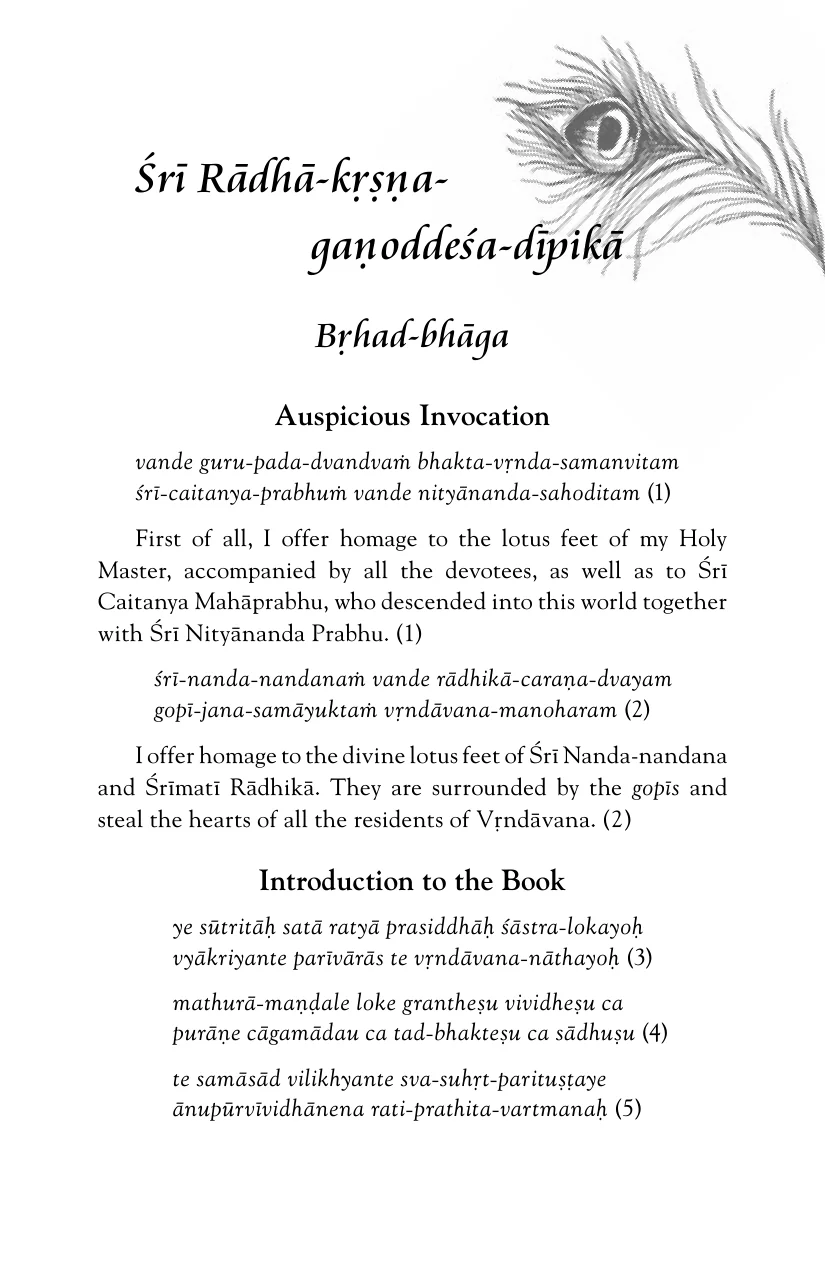 Śrī Rādhā-kṛṣṇa-
gaṇoddeśa-dīpikā
Bṛhad-bhāga
Auspicious Invocation
vande guru-pada-dvandvaṁ bhakta-vṛnda-samanvitam
śrī-caitanya-prabhuṁ vande nityānanda-sahoditam (1)
First of all, I offer homage to the lotus feet of my Holy
Master, accompanied by all the devotees, as well as to Śrī
Caitanya Mahāprabhu, who descended into this world together
with Śrī Nityānanda Prabhu. (1)
śrī-nanda-nandanaṁ vande rādhikā-caraṇa-dvayam
gopī-jana-samāyuktaṁ vṛndāvana-manoharam (2)
I offer homage to the divine lotus feet of Śrī Nanda-nandana
and Śrīmatī Rādhikā. They are surrounded by the gopīs and
steal the hearts of all the residents of Vṛndāvana. (2)
Introduction to the Book
ye sūtritāḥ satā ratyā prasiddhāḥ śāstra-lokayoḥ
vyākriyante parīvārās te vṛndāvana-nāthayoḥ (3)
mathurā-maṇḍale loke grantheṣu vividheṣu ca
purāṇe cāgamādau ca tad-bhakteṣu ca sādhuṣu (4)
te samāsād vilikhyante sva-suhṛt-parituṣṭaye
ānupūrvīvidhānena rati-prathita-vartmanaḥ (5)